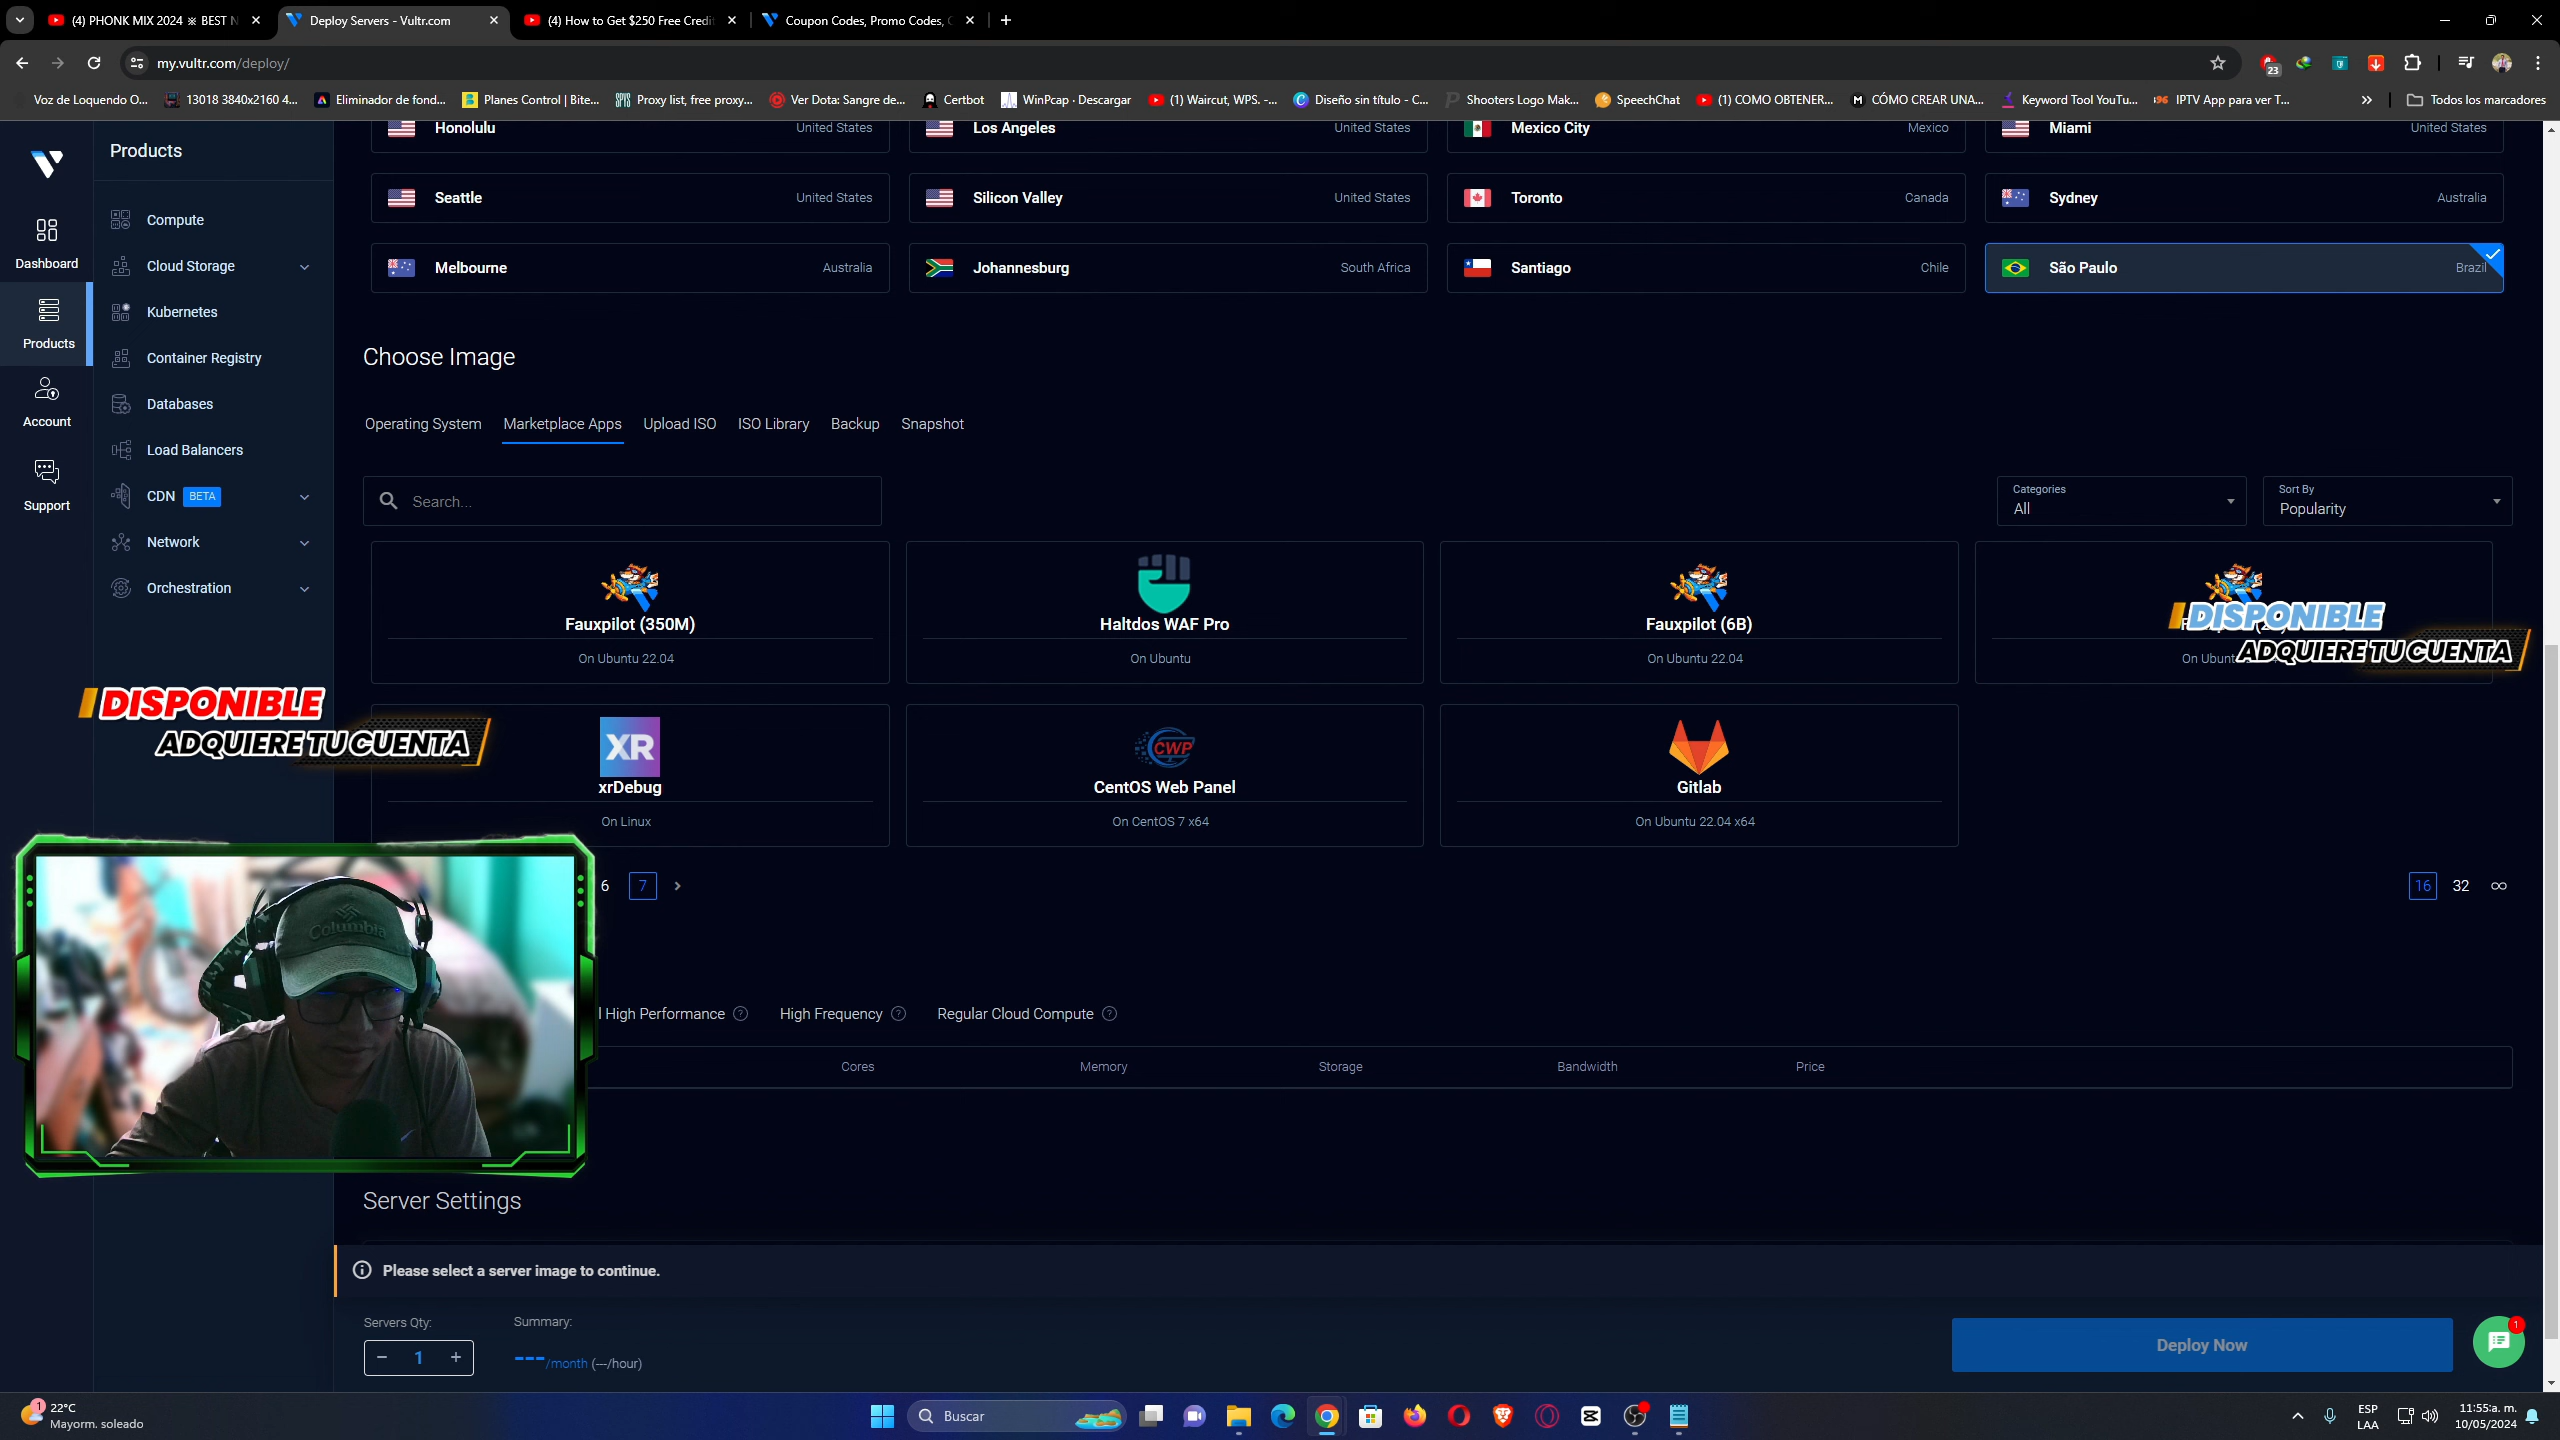 (4) PHONK MIX 2024 ※ BEST N
Deploy Servers - Vultr.com
(4) How to Get $250 Free Credit
Coupon Codes, Promo Codes, C
my.vultr.com/deploy/
23
Voz de Loquendo O...
13018 3840x2160 4...
Eliminador de fond...
Planes Control | Bite...
Proxy list, free proxy...
Ver Dota: Sangre de...
Certbot
WinPcap · Descargar
(1) Waircut, WPS. -...
Diseño sin título - C...
Shooters Logo Mak...
SpeechChat
(1) COMO OBTENER...
CÓMO CREAR UNA...
Keyword Tool YouTu...
IPTV App para ver T...
Todos los marcadores
Products
Dashboard
Products
Account
Support
Compute
Cloud Storage
Kubernetes
Container Registry
Databases
Load Balancers
CDN BETA
Network
Orchestration
Honolulu United States
Los Angeles United States
Mexico City Mexico
Miami United States
Seattle United States
Silicon Valley United States
Toronto Canada
Sydney Australia
Melbourne Australia
Johannesburg South Africa
Santiago Chile
São Paulo Brazil
Choose Image
Operating System Marketplace Apps Upload ISO ISO Library Backup Snapshot
Search...
Categories
All
Sort By
Popularity
Fauxpilot (350M)
On Ubuntu 22.04
Haltdos WAF Pro
On Ubuntu
Fauxpilot (6B)
On Ubuntu 22.04
DISPONIBLE
ADQUIERE TU CUENTA
On Ubunt
DISPONIBLE
ADQUIERE TU CUENTA
XR
xrDebug
On Linux
CWP
CentOS Web Panel
On CentOS 7 x64
Gitlab
On Ubuntu 22.04 x64
6 7
16 32 ∞
Columbia
l High Performance
High Frequency
Regular Cloud Compute
Cores Memory Storage Bandwidth Price
Server Settings
Please select a server image to continue.
Servers Qty:
− 1 +
Summary:
---/month (---/hour)
Deploy Now
1
1
22°C
Mayorm. soleado
Buscar
ESP
LAA
11:55 a. m.
10/05/2024